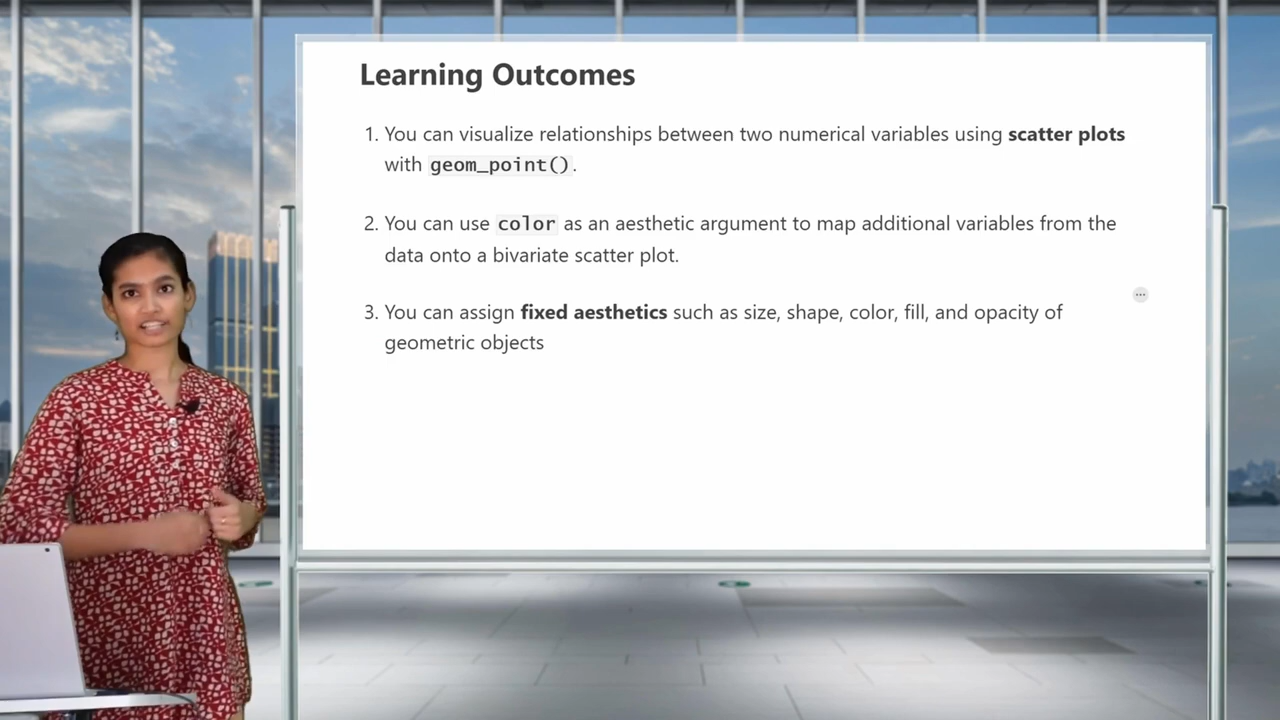 Learning Outcomes
1. You can visualize relationships between two numerical variables using scatter plots
with geom_point().
2. You can use color as an aesthetic argument to map additional variables from the
data onto a bivariate scatter plot.
3. You can assign fixed aesthetics such as size, shape, color, fill, and opacity of
geometric objects